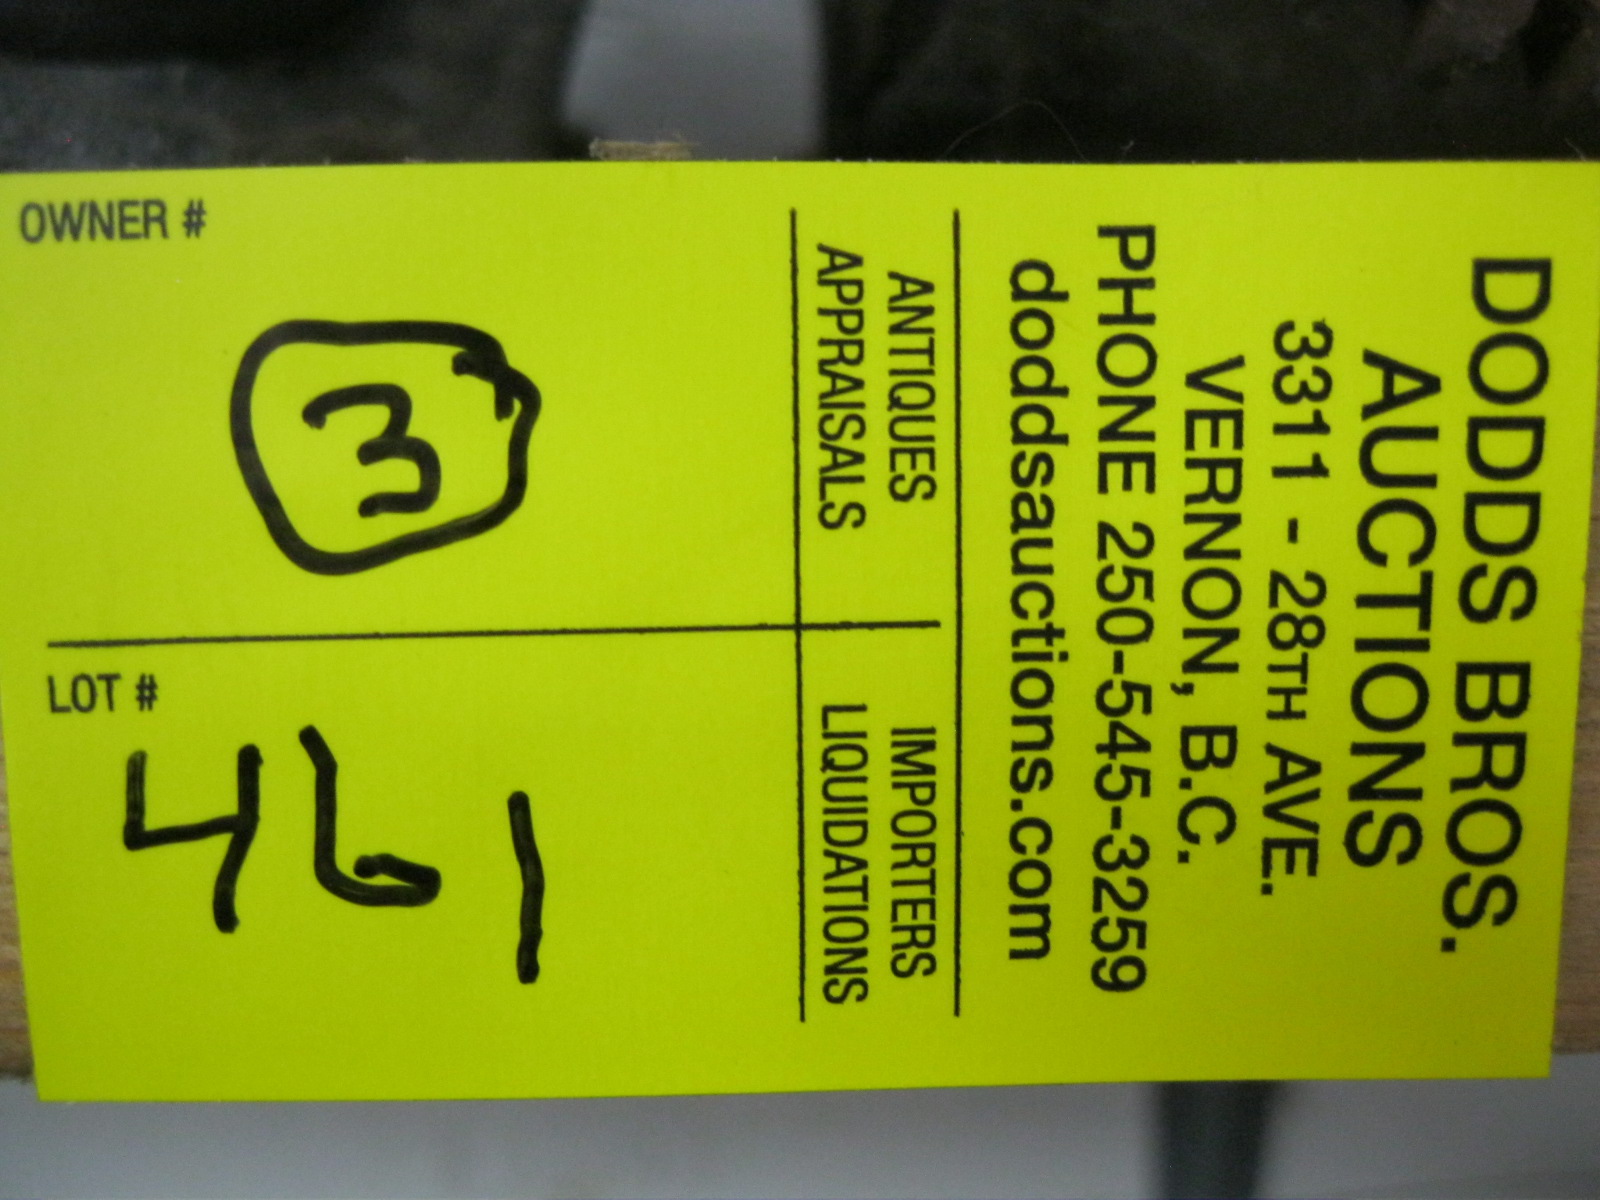 DODDS BROS.
AUCTIONS
3311 - 28TH AVE.
VERNON, B.C.
PHONE 250-545-3259
doddsauctions.com
ANTIQUES
APPRAISALS
IMPORTERS
LIQUIDATIONS
OWNER #
3
LOT #
461